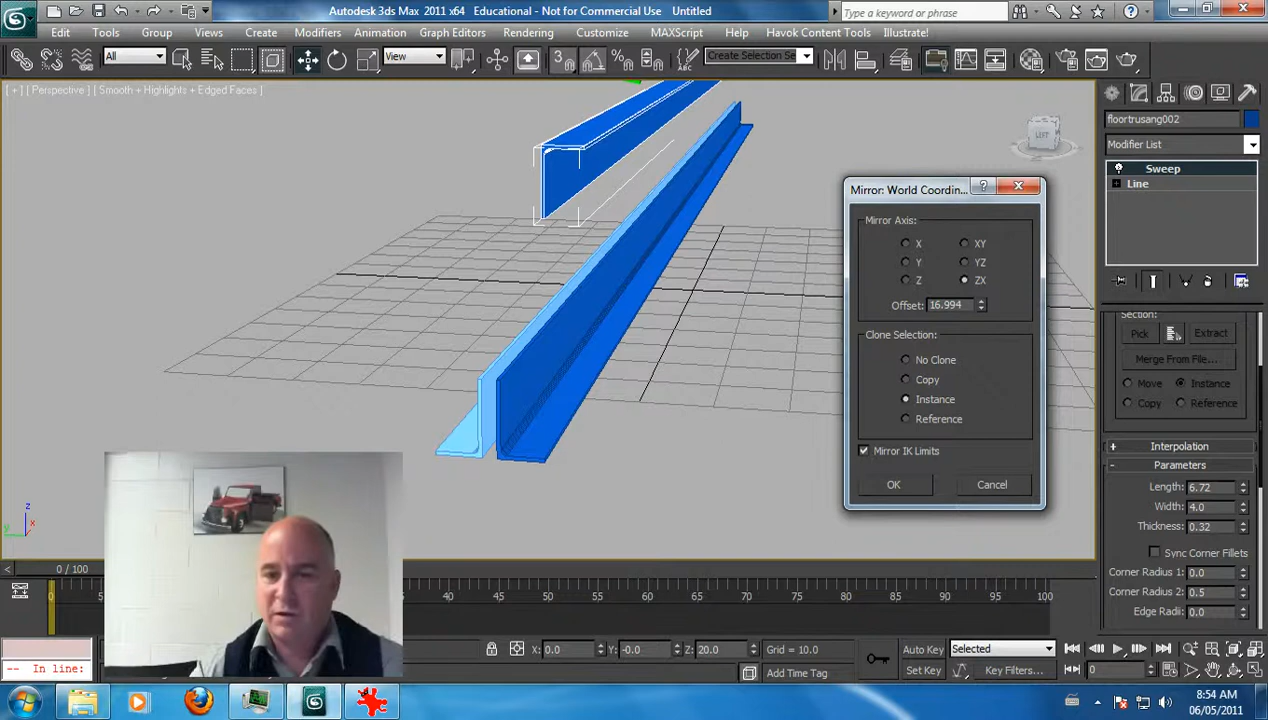 Autodesk 3ds Max 2011 x64 Educational - Not for Commercial Use Untitled
Type a keyword or phrase
Edit Tools Group Views Create Modifiers Animation Graph Editors Rendering Customize MAXScript Help Havok Content Tools Illustrate!
All View 3 Create Selection Se
[ + ] [ Perspective ] [ Smooth + Highlights + Edged Faces ]
LEFT
floortrusang002
Modifier List
Sweep
Line
Mirror: World Coordin...
Mirror Axis:
X XY
Y YZ
Z ZX
Offset: 16.994
Clone Selection:
No Clone
Copy
Instance
Reference
Mirror IK Limits
OK Cancel
Section:
Pick Extract
Merge From File...
Move Instance
Copy Reference
Interpolation
Parameters
Length: 6.72
Width: 4.0
Thickness: 0.32
Sync Corner Fillets
Corner Radius 1: 0.0
Corner Radius 2: 0.5
Edge Radii: 0.0
z
y x
0 / 100
0 5 45 50 55 60 65 70 75 80 85 90 95 100
X: 0.0 Y: -0.0 Z: 20.0 Grid = 10.0 Auto Key Selected
-- In line: Add Time Tag Set Key Key Filters... 0
8:54 AM
06/05/2011